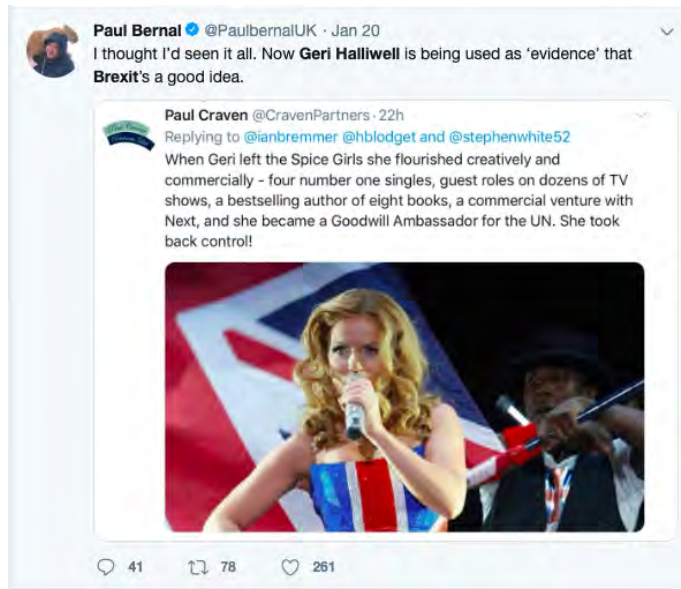 Paul Bernal @PaulbernalUK · Jan 20
I thought I'd seen it all. Now Geri Halliwell is being used as 'evidence' that
Brexit's a good idea.
Paul Craven @CravenPartners · 22h
Replying to @ianbremmer @hblodget and @stephenwhite52
When Geri left the Spice Girls she flourished creatively and
commercially - four number one singles, guest roles on dozens of TV
shows, a bestselling author of eight books, a commercial venture with
Next, and she became a Goodwill Ambassador for the UN. She took
back control!
41 78 261